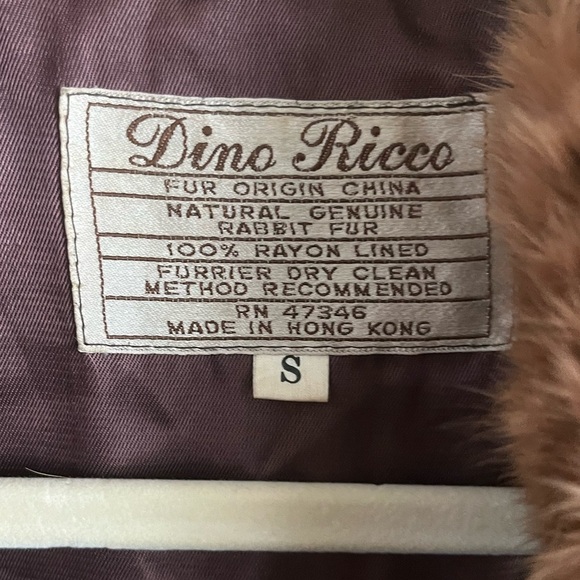 Dino Ricco
FUR ORIGIN CHINA
NATURAL GENUINE
RABBIT FUR
100% RAYON LINED
FURRIER DRY CLEAN
METHOD RECOMMENDED
RN 47346
MADE IN HONG KONG
S